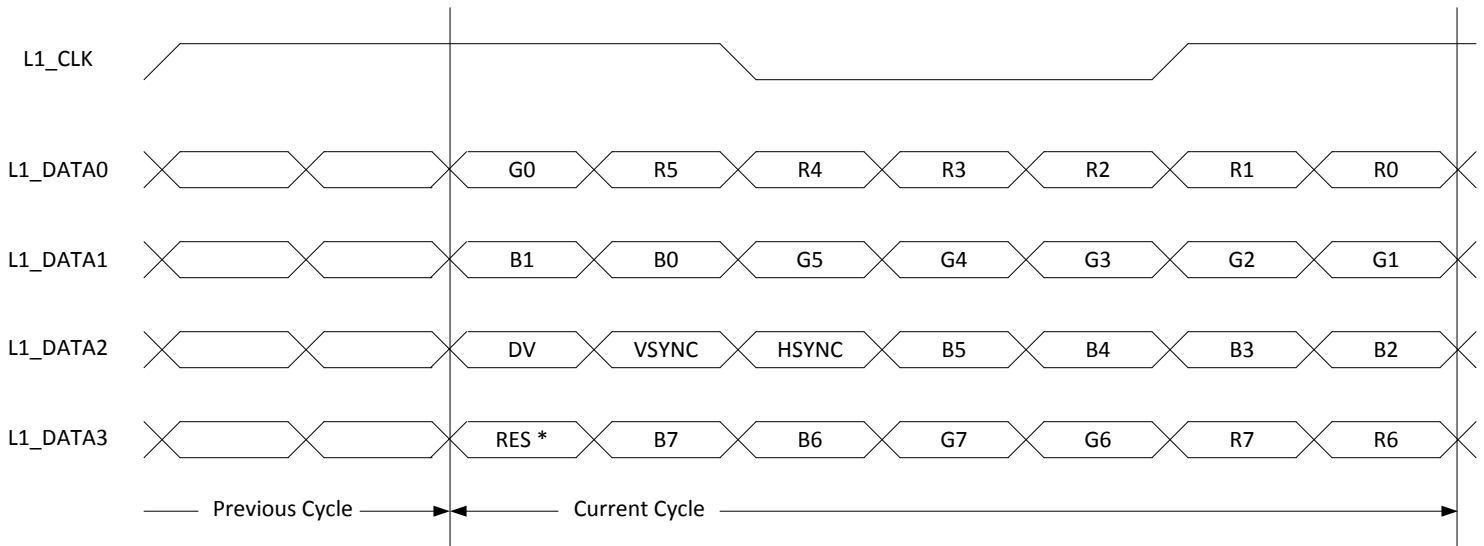 L1_CLK
L1_DATA0 G0 R5 R4 R3 R2 R1 R0
L1_DATA1 B1 B0 G5 G4 G3 G2 G1
L1_DATA2 DV VSYNC HSYNC B5 B4 B3 B2
L1_DATA3 RES * B7 B6 G7 G6 R7 R6
Previous Cycle Current Cycle